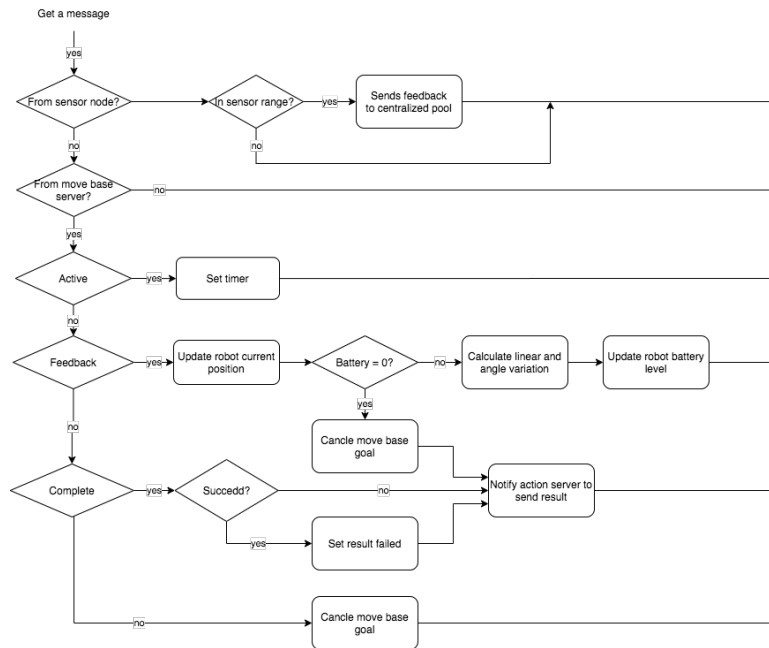 Get a message
yes
From sensor node?
In sensor range?
yes
Sends feedback
to centralized pool
no
no
From move base
server?
no
yes
Active
yes
Set timer
no
Feedback
yes
Update robot current
position
Battery = 0?
no
Calculate linear and
angle variation
Update robot battery
level
yes
no
Cancle move base
goal
Complete
yes
Succedd?
no
Notify action server to
send result
yes
Set result failed
no
Cancle move base
goal